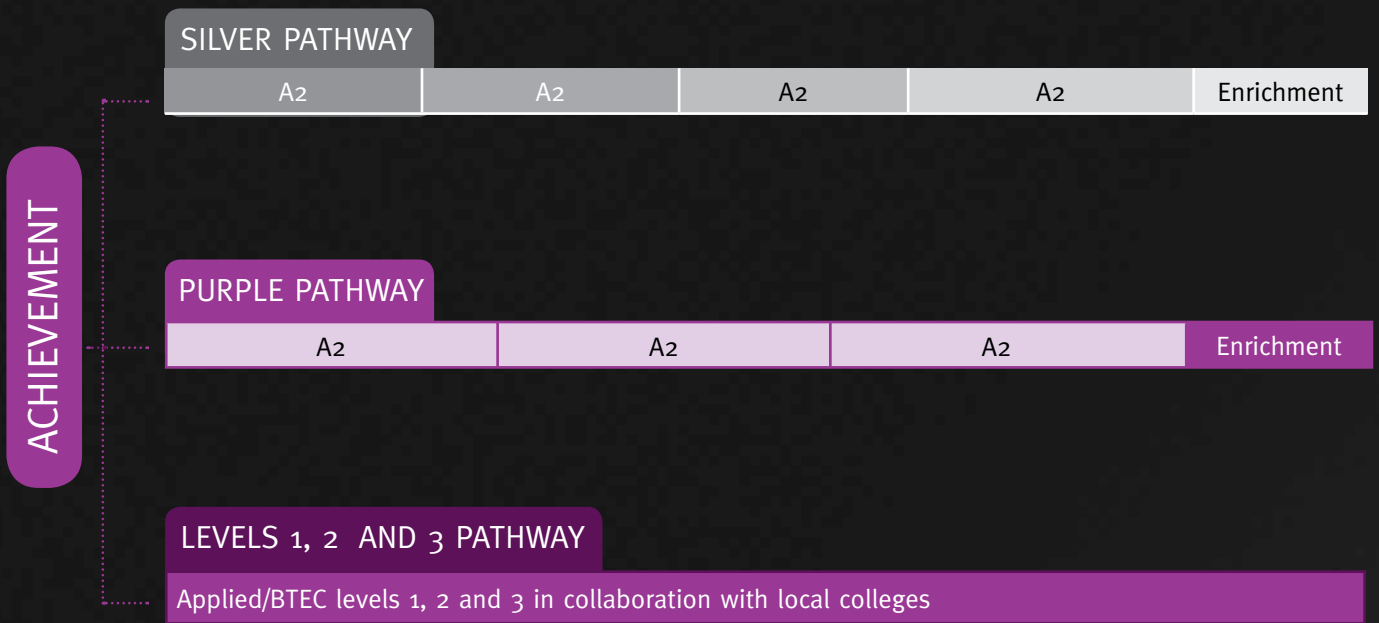 ACHIEVEMENT
SILVER PATHWAY
A2 A2 A2 A2 Enrichment
PURPLE PATHWAY
A2 A2 A2 Enrichment
LEVELS 1, 2 AND 3 PATHWAY
Applied/BTEC levels 1, 2 and 3 in collaboration with local colleges